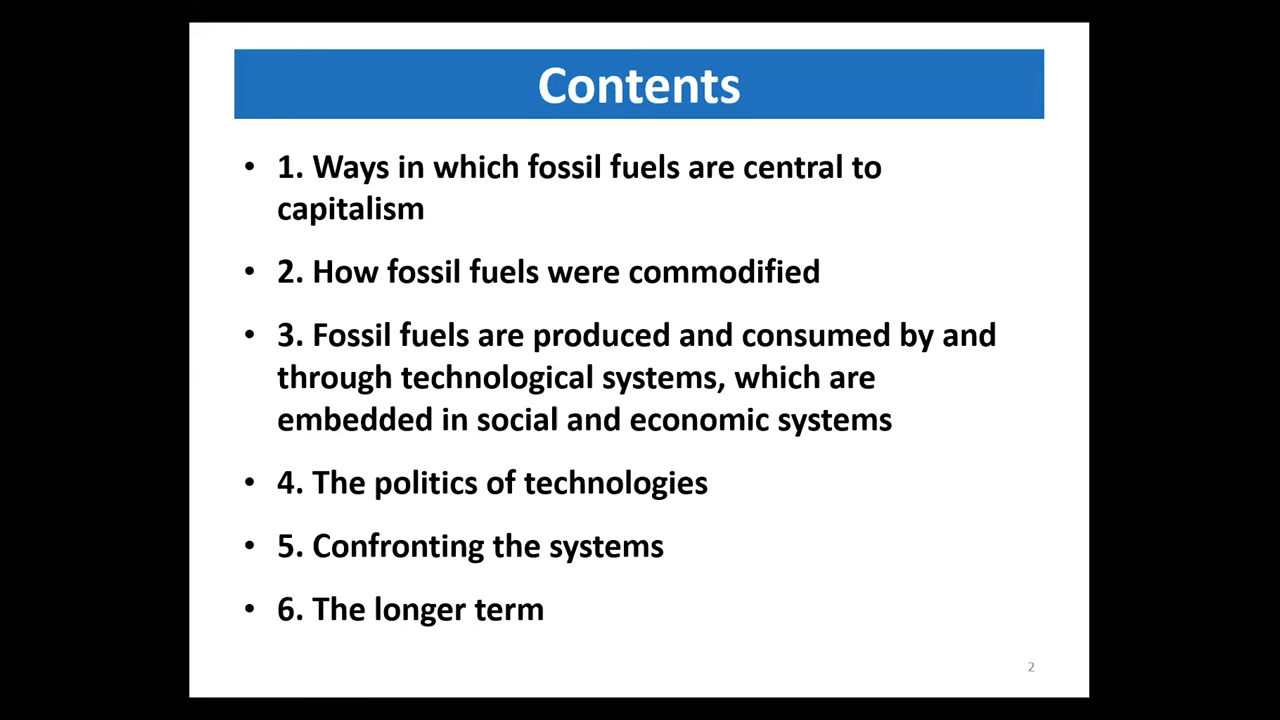 Contents
• 1. Ways in which fossil fuels are central to
capitalism
• 2. How fossil fuels were commodified
• 3. Fossil fuels are produced and consumed by and
through technological systems, which are
embedded in social and economic systems
• 4. The politics of technologies
• 5. Confronting the systems
• 6. The longer term
2